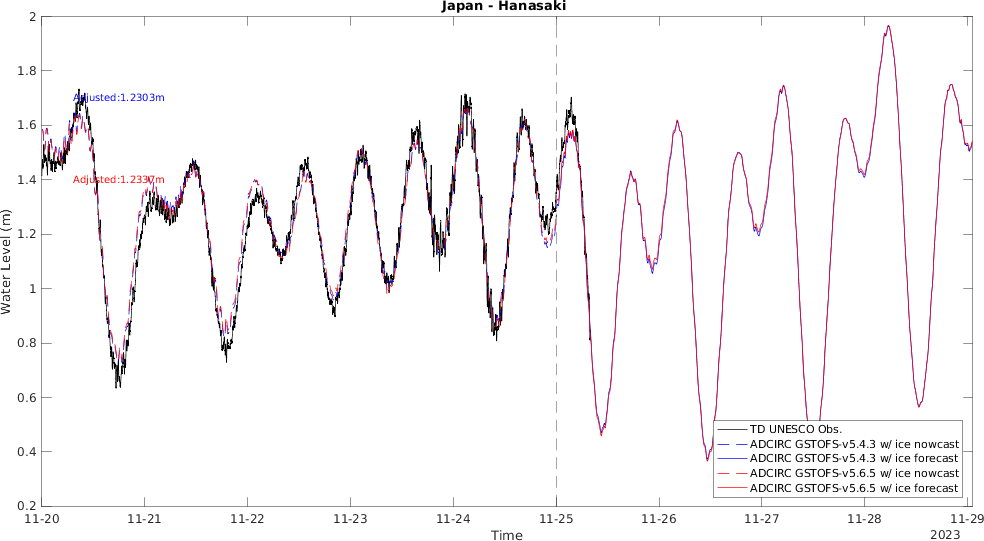 Japan - Hanasaki
Water Level (m)
2
1.8
1.6
1.4
1.2
1
0.8
0.6
0.4
0.2
Adjusted:1.2303m
Adjusted:1.2337m
TD UNESCO Obs.
ADCIRC GSTOFS-v5.4.3 w/ ice nowcast
ADCIRC GSTOFS-v5.4.3 w/ ice forecast
ADCIRC GSTOFS-v5.6.5 w/ ice nowcast
ADCIRC GSTOFS-v5.6.5 w/ ice forecast
11-20 11-21 11-22 11-23 11-24 11-25 11-26 11-27 11-28 11-29
Time
2023